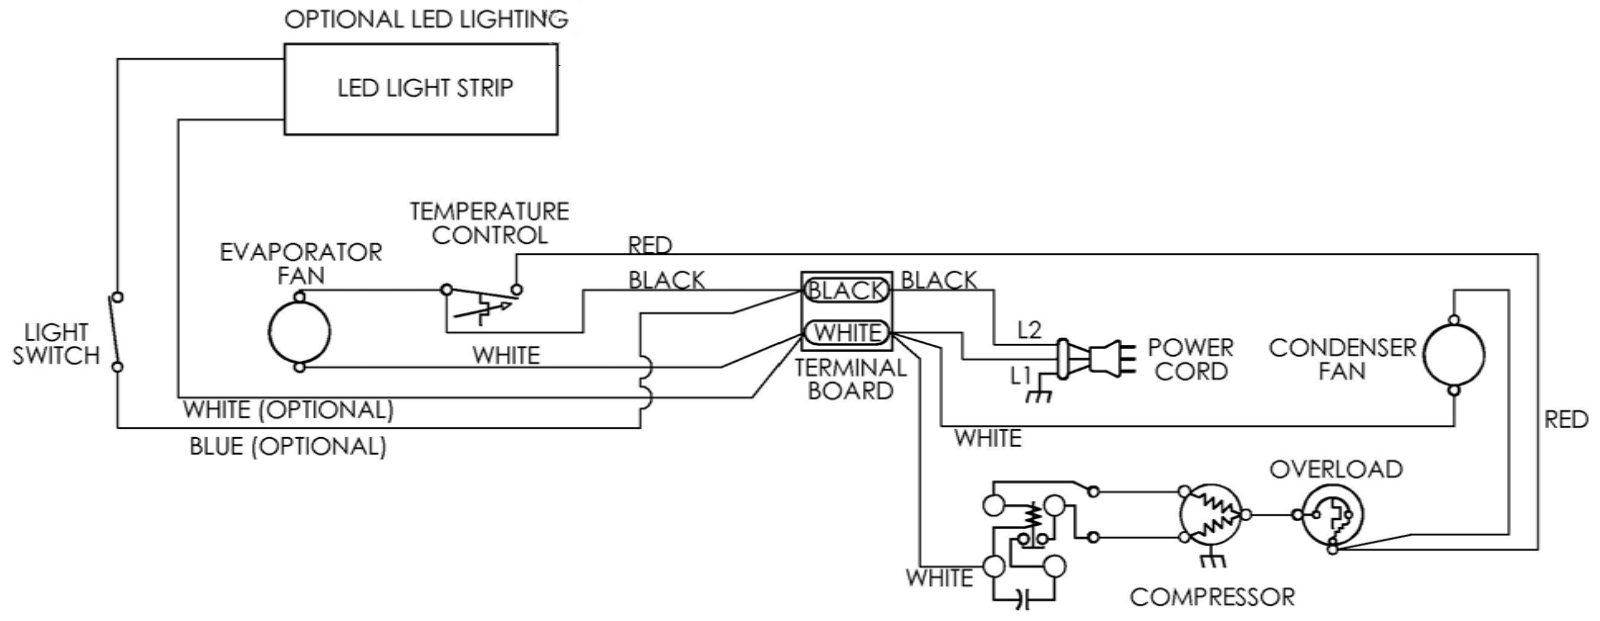 OPTIONAL LED LIGHTING
LED LIGHT STRIP
TEMPERATURE
CONTROL
EVAPORATOR
FAN
RED
BLACK
BLACK
BLACK
WHITE
LIGHT
SWITCH
WHITE
L2
L1
POWER
CORD
CONDENSER
FAN
TERMINAL
BOARD
WHITE (OPTIONAL)
BLUE (OPTIONAL)
WHITE
RED
OVERLOAD
WHITE
COMPRESSOR